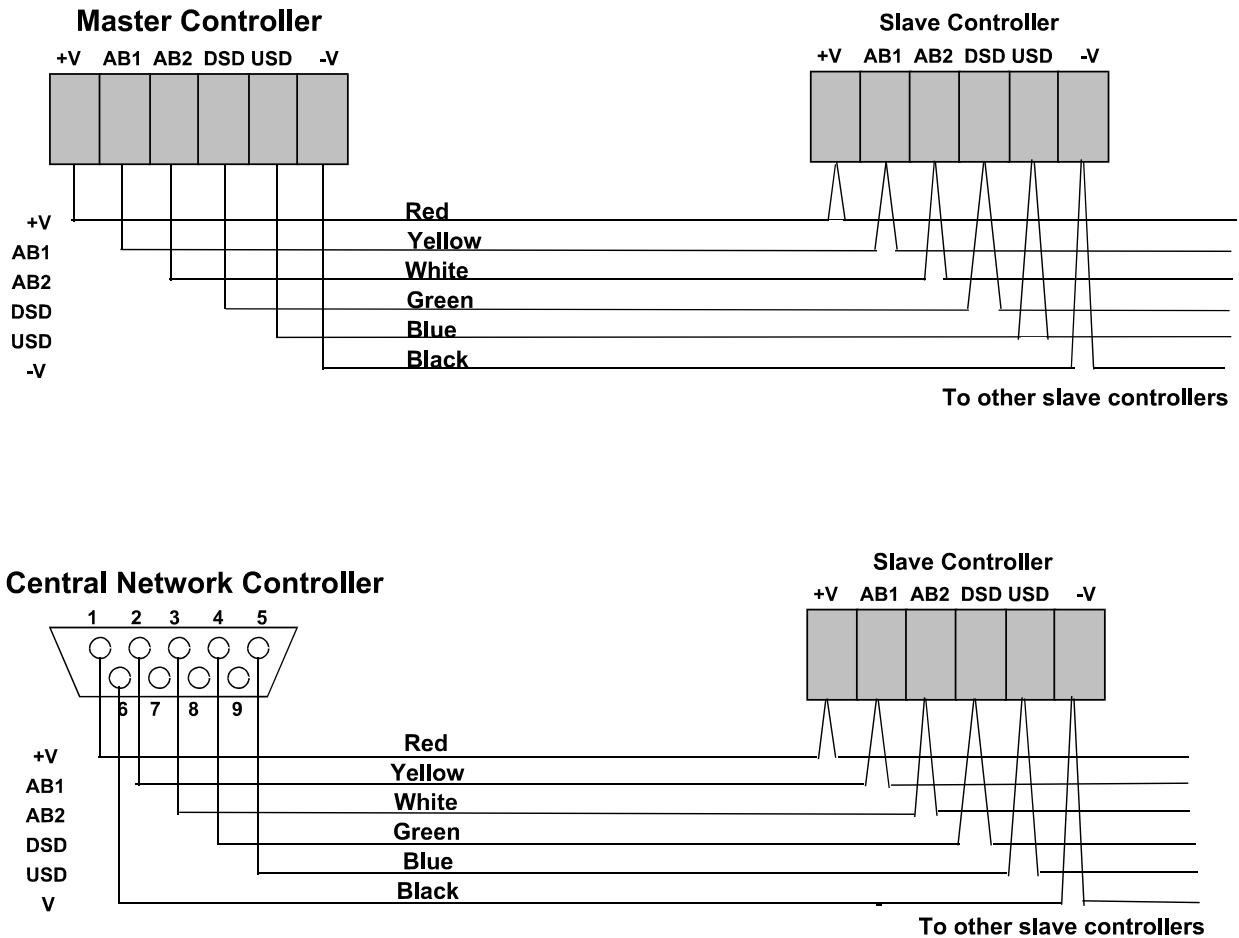 Master Controller
+V AB1 AB2 DSD USD -V
Slave Controller
+V AB1 AB2 DSD USD -V
+V Red
AB1 Yellow
AB2 White
DSD Green
USD Blue
-V Black
To other slave controllers
Central Network Controller
1 2 3 4 5
6 7 8 9
Slave Controller
+V AB1 AB2 DSD USD -V
+V Red
AB1 Yellow
AB2 White
DSD Green
USD Blue
V Black
To other slave controllers